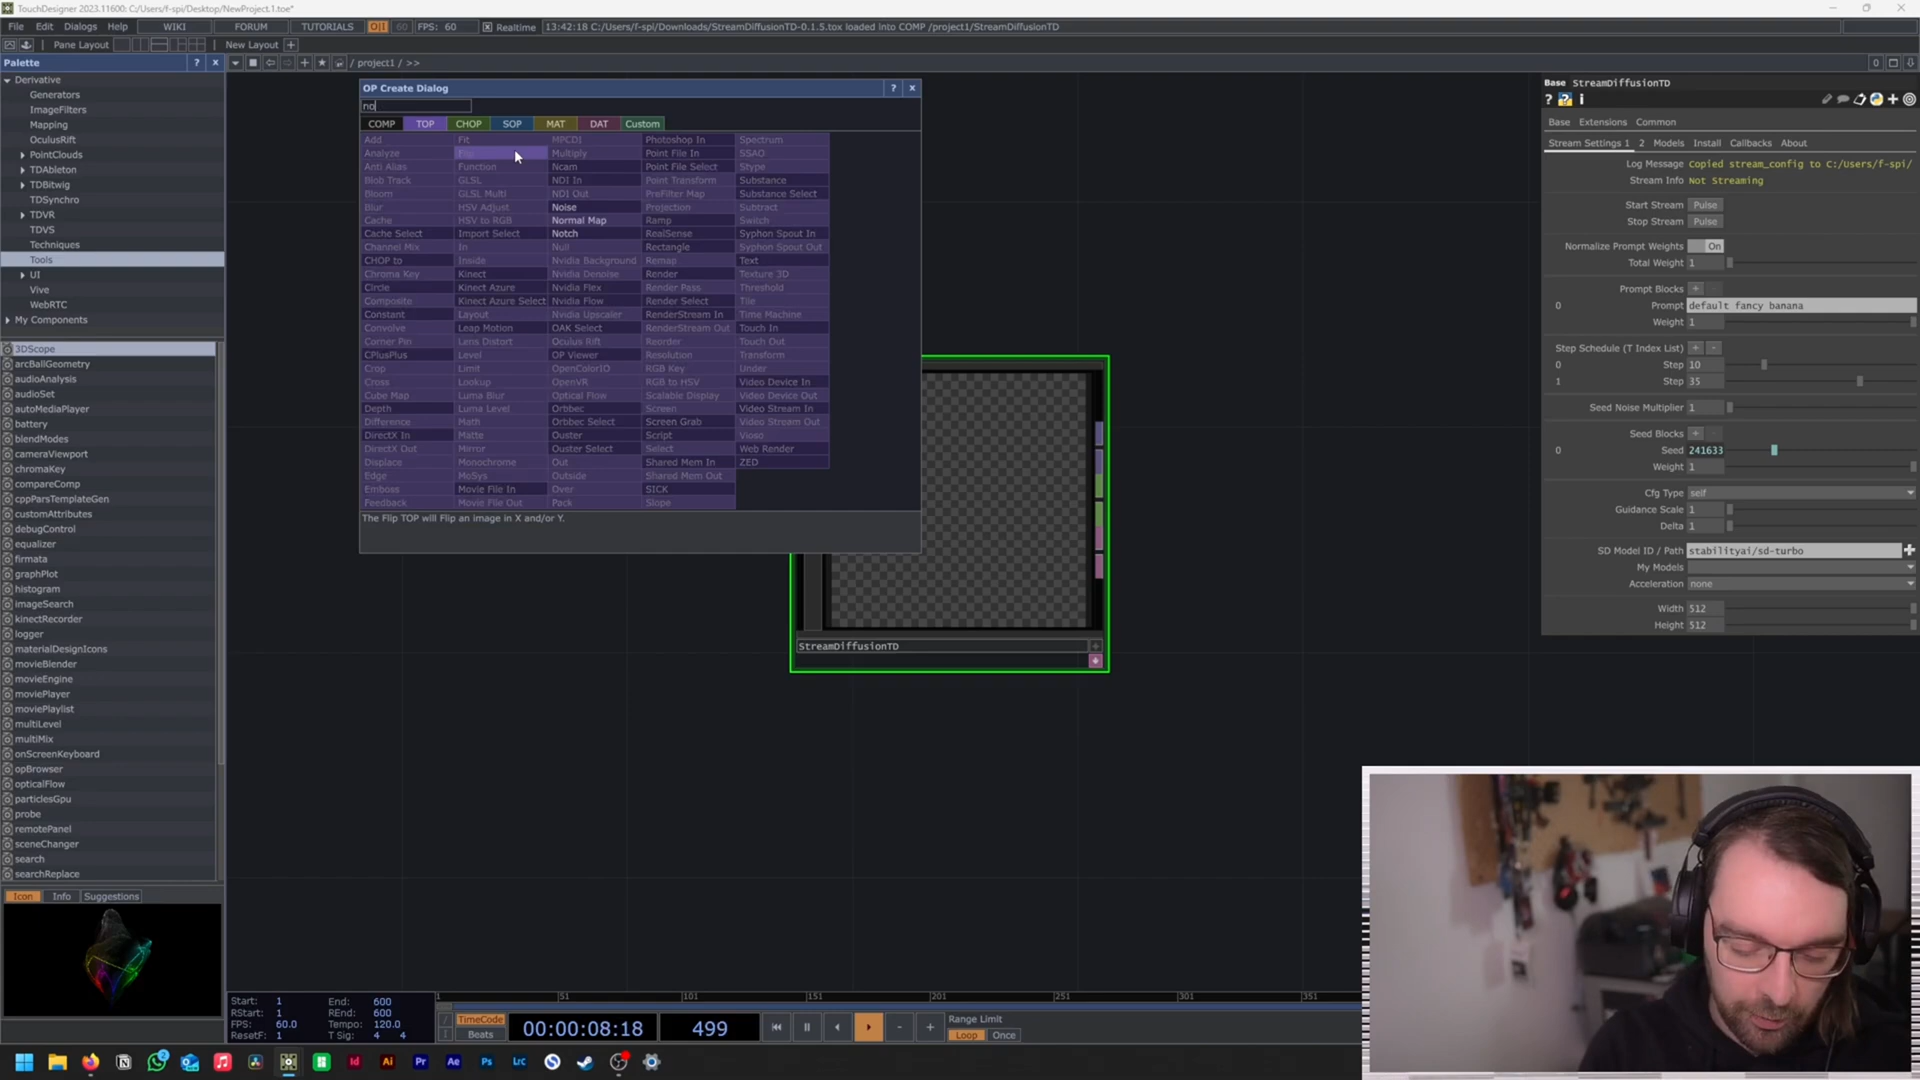 TouchDesigner 2023.11600: C:/Users/f-spi/Desktop/NewProject.1.toe*
File Edit Dialogs Help WIKI FORUM TUTORIALS O|I 60 FPS: 60 Realtime 13:42:18 C:/Users/f-spi/Downloads/StreamDiffusionTD-0.1.5.tox loaded into COMP /project1/StreamDiffusionTD
Pane Layout New Layout +
Palette ? x
/ project1 / >>
Derivative
Generators
ImageFilters
Mapping
OculusRift
PointClouds
TDAbleton
TDBitwig
TDSynchro
TDVR
TDVS
Techniques
Tools
UI
Vive
WebRTC
My Components
3DScope
arcBallGeometry
audioAnalysis
audioSet
autoMediaPlayer
battery
blendModes
cameraViewport
chromaKey
compareComp
cppParsTemplateGen
customAttributes
debugControl
equalizer
firmata
graphPlot
histogram
imageSearch
kinectRecorder
logger
materialDesignIcons
movieBlender
movieEngine
moviePlayer
moviePlaylist
multiLevel
multiMix
onScreenKeyboard
opBrowser
opticalFlow
particlesGpu
probe
remotePanel
sceneChanger
search
searchReplace
Icon Info Suggestions
OP Create Dialog ? x
no
COMP TOP CHOP SOP MAT DAT Custom
Add Fit MPCDI Photoshop In Spectrum
Analyze Flip Multiply Point File In SSAO
Anti Alias Function Ncam Point File Select Stype
Blob Track GLSL NDI In Point Transform Substance
Bloom GLSL Multi NDI Out PreFilter Map Substance Select
Blur HSV Adjust Noise Projection Subtract
Cache HSV to RGB Normal Map Ramp Switch
Cache Select Import Select Notch RealSense Syphon Spout In
Channel Mix In Null Rectangle Syphon Spout Out
CHOP to Inside Nvidia Background Remap Text
Chroma Key Kinect Nvidia Denoise Render Texture 3D
Circle Kinect Azure Nvidia Flex Render Pass Threshold
Composite Kinect Azure Select Nvidia Flow Render Select Tile
Constant Layout Nvidia Upscaler RenderStream In Time Machine
Convolve Leap Motion OAK Select RenderStream Out Touch In
Corner Pin Lens Distort Oculus Rift Reorder Touch Out
CPlusPlus Level OP Viewer Resolution Transform
Crop Limit OpenColorIO RGB Key Under
Cross Lookup OpenVR RGB to HSV Video Device In
Cube Map Luma Blur Optical Flow Scalable Display Video Device Out
Depth Luma Level Orbbec Screen Video Stream In
Difference Math Orbbec Select Screen Grab Video Stream Out
DirectX In Matte Ouster Script Vioso
DirectX Out Mirror Ouster Select Select Web Render
Displace Monochrome Out Shared Mem In ZED
Edge MoSys Outside Shared Mem Out
Emboss Movie File In Over SICK
Feedback Movie File Out Pack Slope
The Flip TOP will Flip an image in X and/or Y.
StreamDiffusionTD
Base StreamDiffusionTD
? ? i
Base Extensions Common
Stream Settings 1 2 Models Install Callbacks About
Log Message Copied stream_config to C:/Users/f-spi/
Stream Info Not Streaming
Start Stream Pulse
Stop Stream Pulse
Normalize Prompt Weights On
Total Weight 1
Prompt Blocks + -
0 Prompt default fancy banana
Weight 1
Step Schedule (T Index List) + -
0 Step 10
1 Step 35
Seed Noise Multiplier 1
Seed Blocks + -
0 Seed 241633
Weight 1
Cfg Type self
Guidance Scale 1
Delta 1
SD Model ID / Path stabilityai/sd-turbo
My Models
Acceleration none
Width 512
Height 512
Start: 1 End: 600
RStart: 1 REnd: 600
FPS: 60.0 Tempo: 120.0
ResetF: 1 T Sig: 4 4
1 51 101 151 201 251 301 351
TimeCode
Beats
00:00:08:18 499
Range Limit
Loop Once